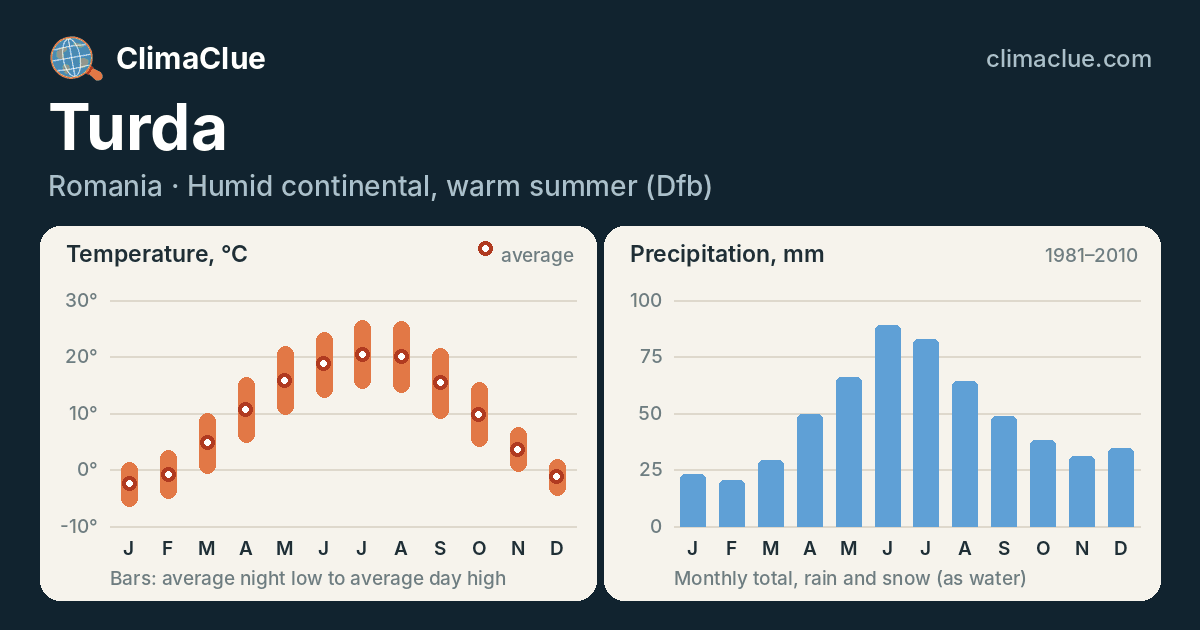 ClimaClue
climaclue.com
Turda
Romania · Humid continental, warm summer (Dfb)
Temperature, °C
average
30°
20°
10°
0°
-10°
J F M A M J J A S O N D
Bars: average night low to average day high
Precipitation, mm
1981–2010
100
75
50
25
0
J F M A M J J A S O N D
Monthly total, rain and snow (as water)